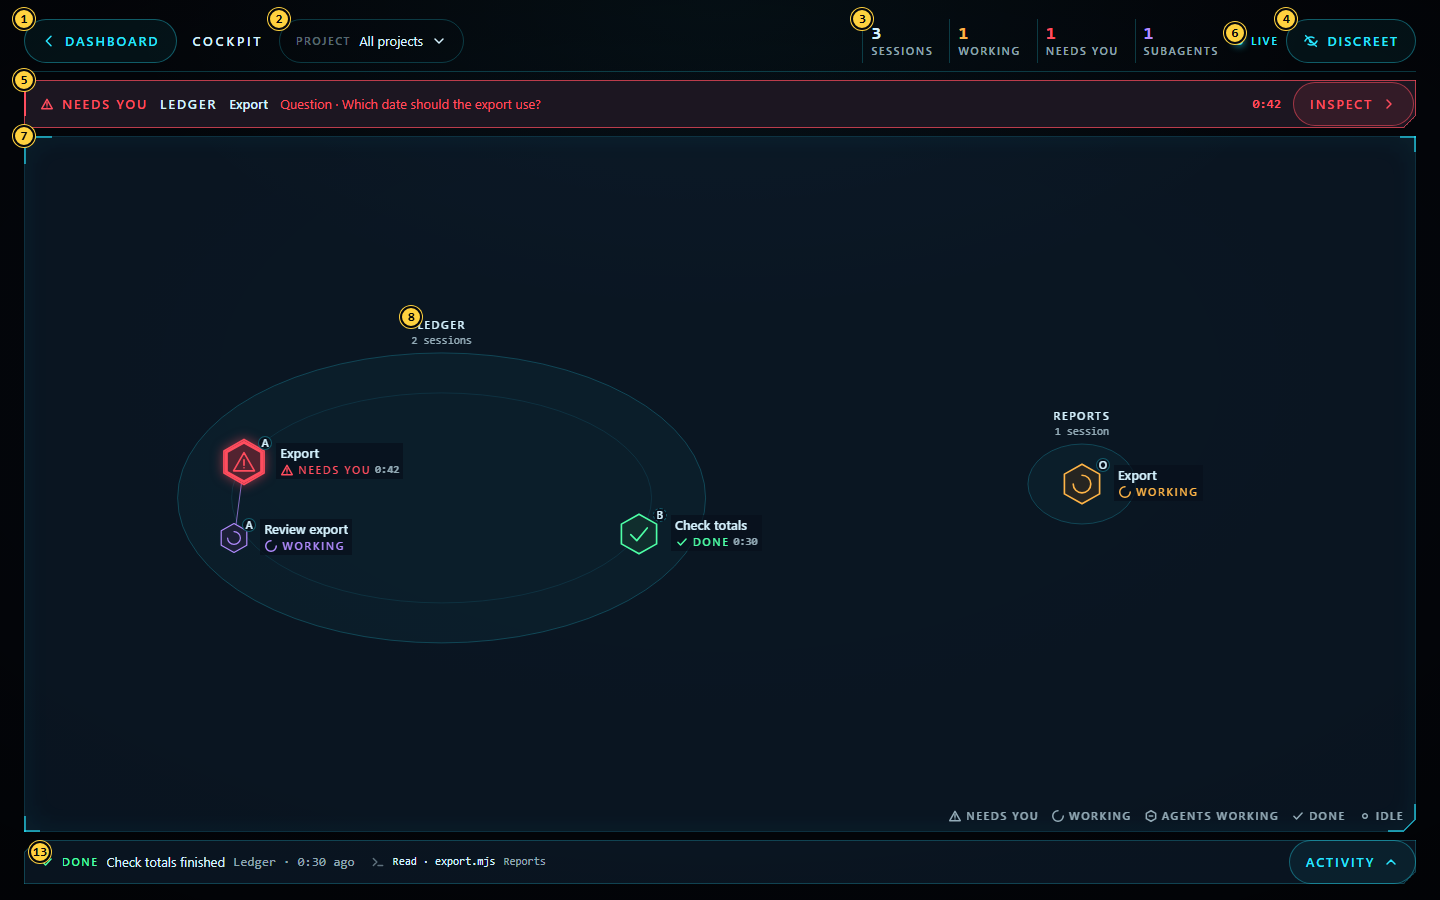 1
DASHBOARD
COCKPIT
2
PROJECT All projects
3
3
SESSIONS
1
WORKING
1
NEEDS YOU
1
SUBAGENTS
6
LIVE
4
DISCREET
5
NEEDS YOU LEDGER Export Question · Which date should the export use?
0:42
INSPECT
7
8
LEDGER
2 sessions
A
Export
NEEDS YOU 0:42
A
Review export
WORKING
B
Check totals
DONE 0:30
REPORTS
1 session
O
Export
WORKING
NEEDS YOU WORKING AGENTS WORKING DONE IDLE
13
DONE Check totals finished Ledger · 0:30 ago Read · export.mjs Reports
ACTIVITY